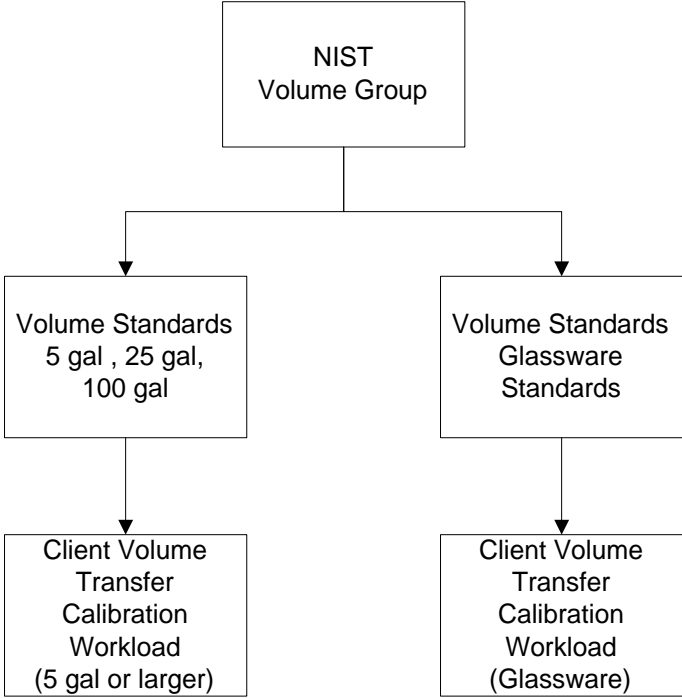 NIST
Volume Group
Volume Standards
5 gal , 25 gal,
100 gal
Volume Standards
Glassware
Standards
Client Volume
Transfer
Calibration
Workload
(5 gal or larger)
Client Volume
Transfer
Calibration
Workload
(Glassware)